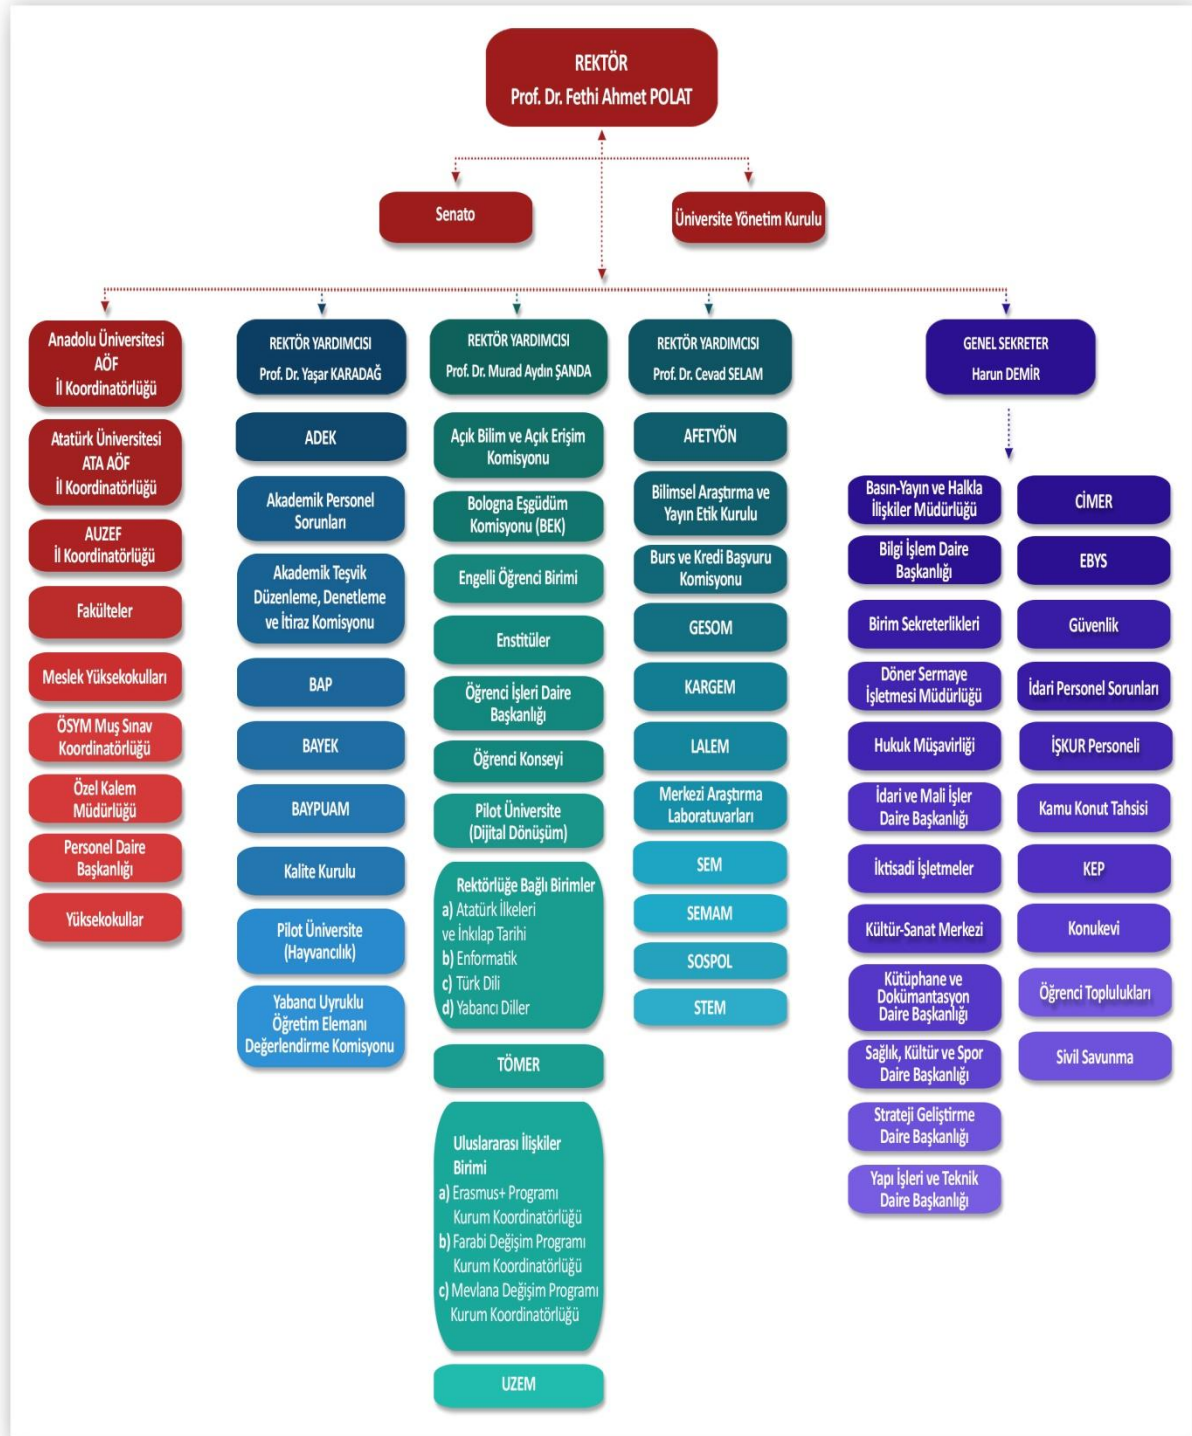 REKTÖR
Prof. Dr. Fethi Ahmet POLAT
Senato
Üniversite Yönetim Kurulu
Anadolu Üniversitesi
AÖF
İl Koordinatörlüğü
Atatürk Üniversitesi
ATA AÖF
İl Koordinatörlüğü
AUZEF
İl Koordinatörlüğü
Fakülteler
Meslek Yüksekokulları
ÖSYM Muş Sınav
Koordinatörlüğü
Özel Kalem
Müdürlüğü
Personel Daire
Başkanlığı
Yüksekokullar
REKTÖR YARDIMCISI
Prof. Dr. Yaşar KARADAĞ
ADEK
Akademik Personel
Sorunları
Akademik Teşvik
Düzenleme, Denetleme
ve İtiraz Komisyonu
BAP
BAYEK
BAYPUAM
Kalite Kurulu
Pilot Üniversite
(Hayvancılık)
Yabancı Uyruklu
Öğretim Elemanı
Değerlendirme Komisyonu
REKTÖR YARDIMCISI
Prof. Dr. Murad Aydın ŞANDA
Açık Bilim ve Açık Erişim
Komisyonu
Bologna Eşgüdüm
Komisyonu (BEK)
Engelli Öğrenci Birimi
Enstitüler
Öğrenci İşleri Daire
Başkanlığı
Öğrenci Konseyi
Pilot Üniversite
(Dijital Dönüşüm)
Rektörlüğe Bağlı Birimler
a) Atatürk İlkeleri
ve İnkılap Tarihi
b) Enformatik
c) Türk Dili
d) Yabancı Diller
TÖMER
Uluslararası İlişkiler
Birimi
a) Erasmus+ Programı
Kurum Koordinatörlüğü
b) Farabi Değişim Programı
Kurum Koordinatörlüğü
c) Mevlana Değişim Programı
Kurum Koordinatörlüğü
UZEM
REKTÖR YARDIMCISI
Prof. Dr. Cevad SELAM
AFETYÖN
Bilimsel Araştırma ve
Yayın Etik Kurulu
Burs ve Kredi Başvuru
Komisyonu
GESOM
KARGEM
LALEM
Merkezi Araştırma
Laboratuvarları
SEM
SEMAM
SOSPOL
STEM
GENEL SEKRETER
Harun DEMİR
Basın-Yayın ve Halkla
İlişkiler Müdürlüğü
Bilgi İşlem Daire
Başkanlığı
Birim Sekreterlikleri
Döner Sermaye
İşletmesi Müdürlüğü
Hukuk Müşavirliği
İdari ve Mali İşler
Daire Başkanlığı
İktisadi İşletmeler
Kültür-Sanat Merkezi
Kütüphane ve
Dokümantasyon
Daire Başkanlığı
Sağlık, Kültür ve Spor
Daire Başkanlığı
Strateji Geliştirme
Daire Başkanlığı
Yapı İşleri ve Teknik
Daire Başkanlığı
CİMER
EBYS
Güvenlik
İdari Personel Sorunları
İŞKUR Personeli
Kamu Konut Tahsisi
KEP
Konukevi
Öğrenci Toplulukları
Sivil Savunma